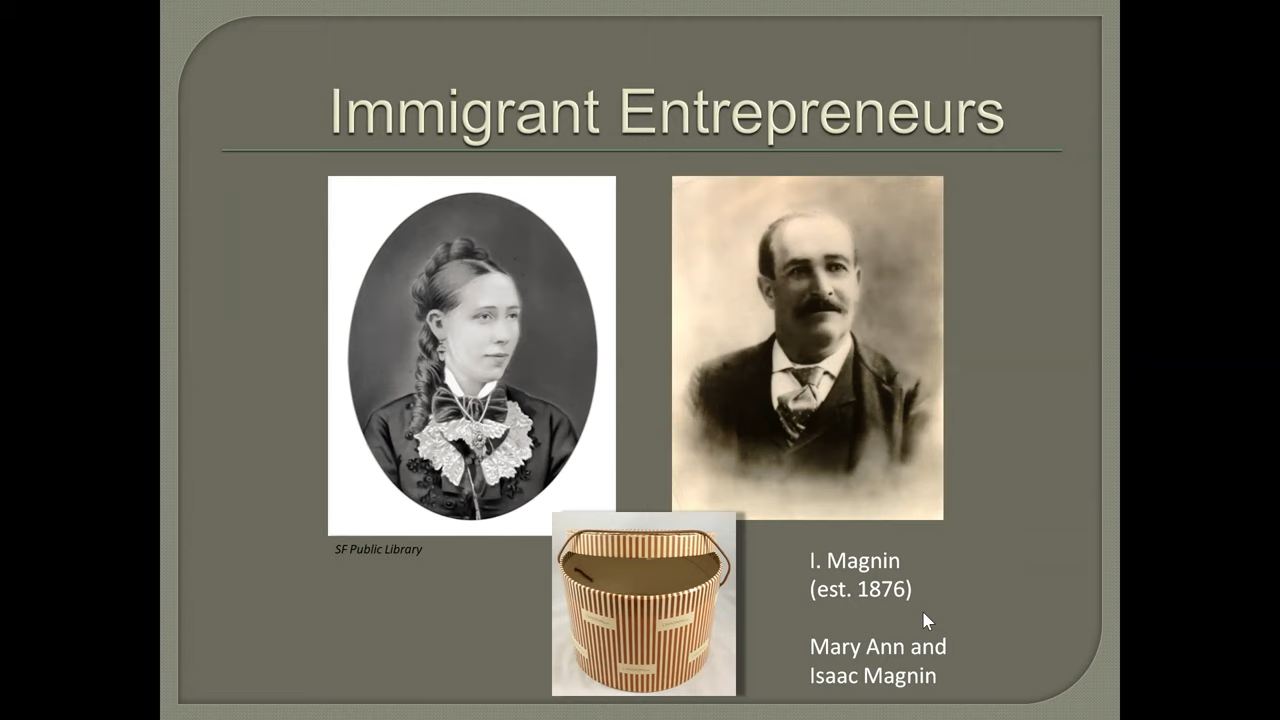 Immigrant Entrepreneurs
SF Public Library
I. Magnin
(est. 1876)
Mary Ann and
Isaac Magnin